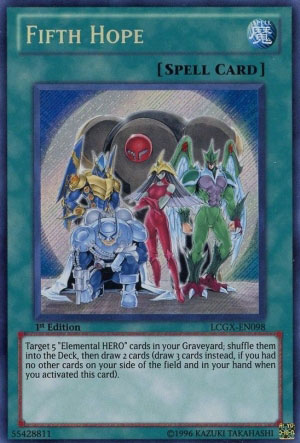 FIFTH HOPE
SPELL
魔
[SPELL CARD]
1st Edition
LCGX-EN098
Target 5 "Elemental HERO" cards in your Graveyard; shuffle them
into the Deck, then draw 2 cards (draw 3 cards instead, if you had
no other cards on your side of the field and in your hand when
you activated this card).
55428811
©1996 KAZUKI TAKAHASHI